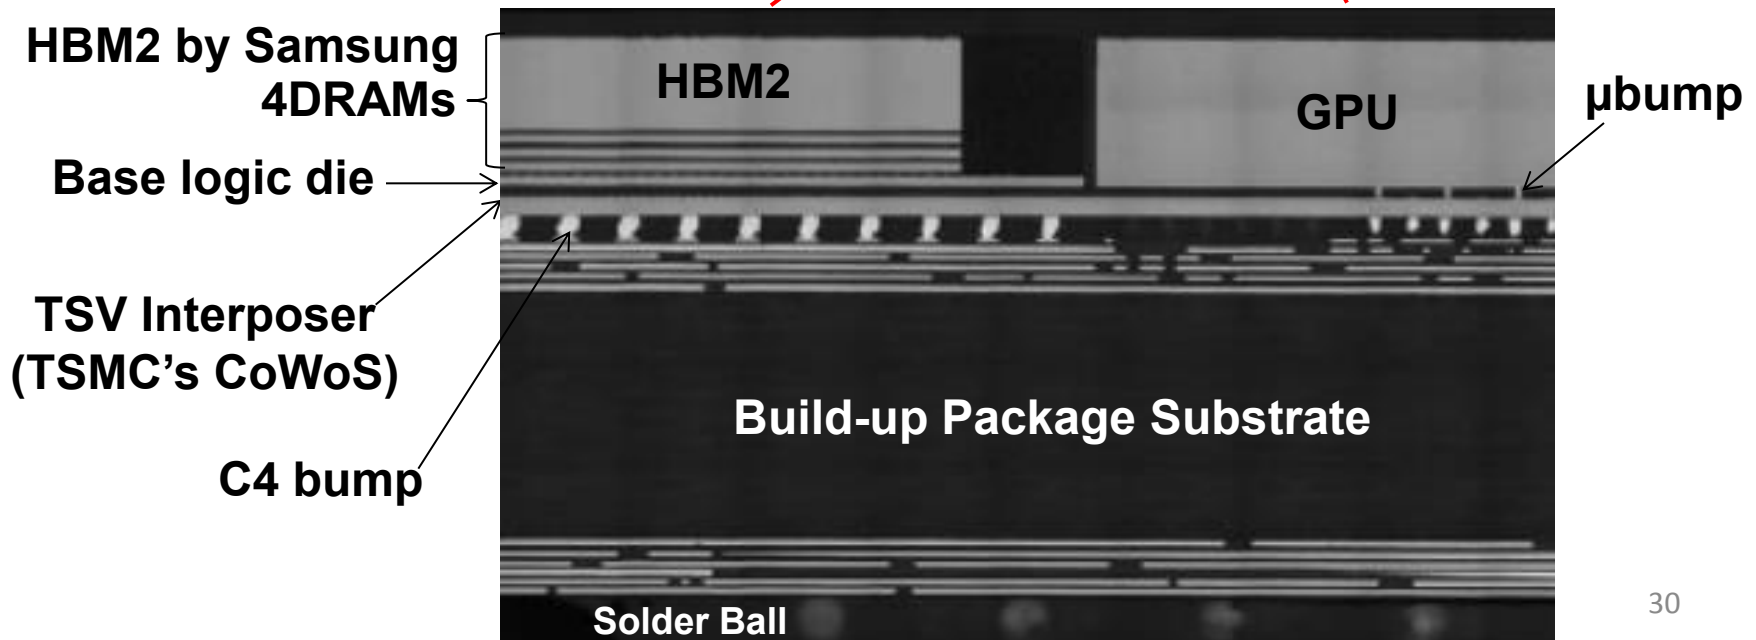 HBM2 by Samsung
4DRAMs
Base logic die
TSV Interposer
(TSMC’s CoWoS)
C4 bump
HBM2
GPU
µbump
Build-up Package Substrate
Solder Ball
30